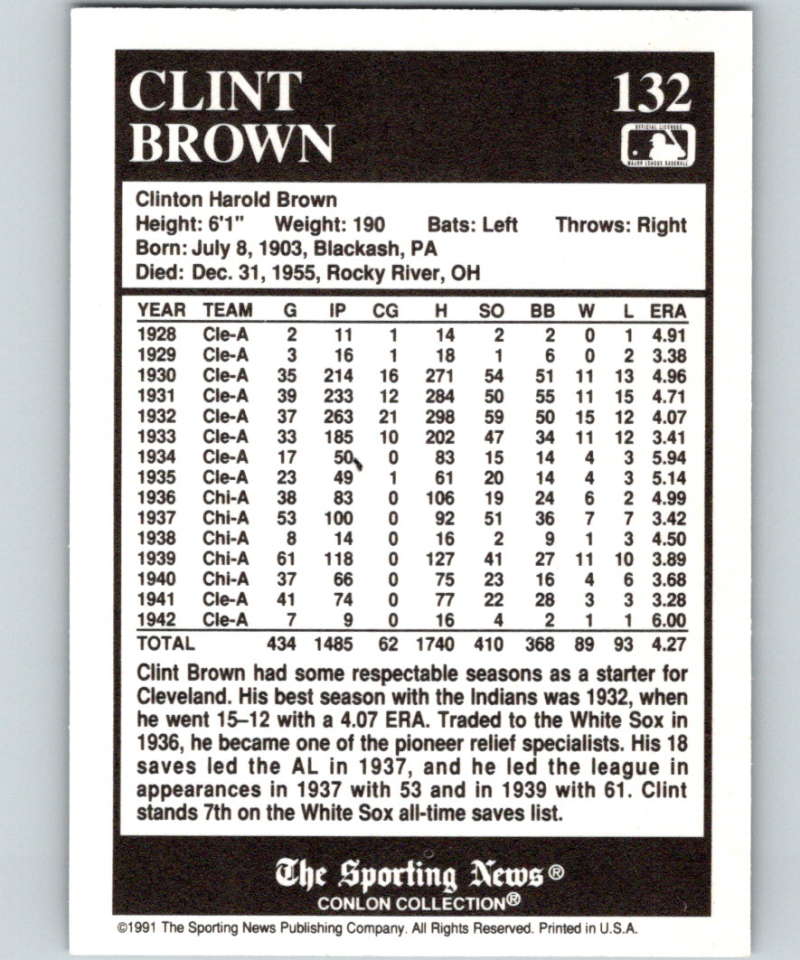 CLINT 132
BROWN
OFFICIAL LICENSEE
MAJOR LEAGUE BASEBALL
Clinton Harold Brown
Height: 6'1" Weight: 190 Bats: Left Throws: Right
Born: July 8, 1903, Blackash, PA
Died: Dec. 31, 1955, Rocky River, OH
YEAR TEAM G IP CG H SO BB W L ERA
1928 Cle-A 2 11 1 14 2 2 0 1 4.91
1929 Cle-A 3 16 1 18 1 6 0 2 3.38
1930 Cle-A 35 214 16 271 54 51 11 13 4.96
1931 Cle-A 39 233 12 284 50 55 11 15 4.71
1932 Cle-A 37 263 21 298 59 50 15 12 4.07
1933 Cle-A 33 185 10 202 47 34 11 12 3.41
1934 Cle-A 17 50 0 83 15 14 4 3 5.94
1935 Cle-A 23 49 1 61 20 14 4 3 5.14
1936 Chi-A 38 83 0 106 19 24 6 2 4.99
1937 Chi-A 53 100 0 92 51 36 7 7 3.42
1938 Chi-A 8 14 0 16 2 9 1 3 4.50
1939 Chi-A 61 118 0 127 41 27 11 10 3.89
1940 Chi-A 37 66 0 75 23 16 4 6 3.68
1941 Cle-A 41 74 0 77 22 28 3 3 3.28
1942 Cle-A 7 9 0 16 4 2 1 1 6.00
TOTAL 434 1485 62 1740 410 368 89 93 4.27
Clint Brown had some respectable seasons as a starter for
Cleveland. His best season with the Indians was 1932, when
he went 15–12 with a 4.07 ERA. Traded to the White Sox in
1936, he became one of the pioneer relief specialists. His 18
saves led the AL in 1937, and he led the league in
appearances in 1937 with 53 and in 1939 with 61. Clint
stands 7th on the White Sox all-time saves list.
The Sporting News®
CONLON COLLECTION®
©1991 The Sporting News Publishing Company. All Rights Reserved. Printed in U.S.A.